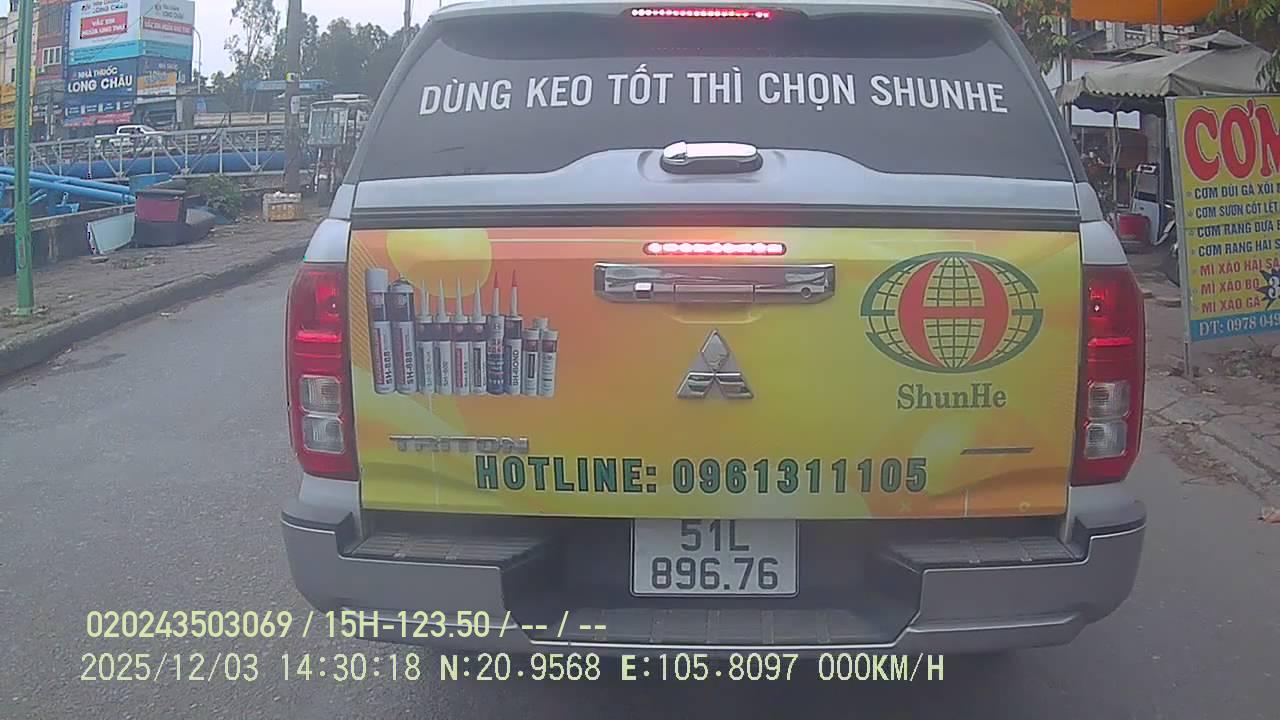 VẮC XIN
NHÀ THUỐC
LONG CHÂU
DÙNG KEO TỐT THÌ CHỌN SHUNHE
ShunHe
TRITON
HOTLINE: 0961311105
51L
896.76
CƠM
CƠM ĐÙI GÀ XÔI
CƠM SƯỜN CỐT LẾT
CƠM RANG DƯA
CƠM RANG HẢI
MÌ XÀO HẢI
MÌ XÀO BÒ
MÌ XÀO GÀ
ĐT: 0978 049
020243503069 / 15H-123.50 / -- / --
2025/12/03 14:30:18 N:20.9568 E:105.8097 000KM/H